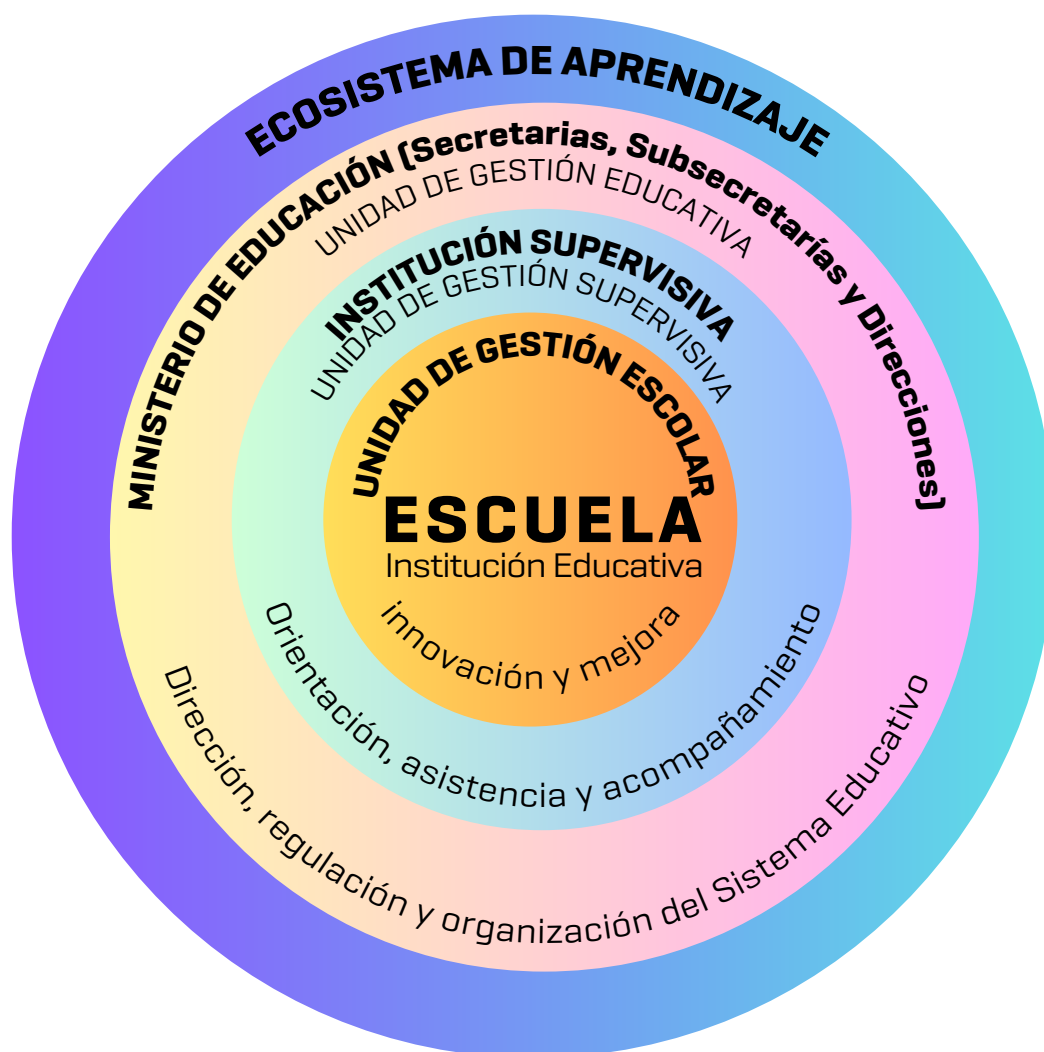 ECOSISTEMA DE APRENDIZAJE
MINISTERIO DE EDUCACIÓN (Secretarias, Subsecretarías y Direcciones)
UNIDAD DE GESTIÓN EDUCATIVA
INSTITUCIÓN SUPERVISIVA
UNIDAD DE GESTIÓN SUPERVISIVA
UNIDAD DE GESTIÓN ESCOLAR
ESCUELA
Institución Educativa
innovación y mejora
Orientación, asistencia y acompañamiento
Dirección, regulación y organización del Sistema Educativo